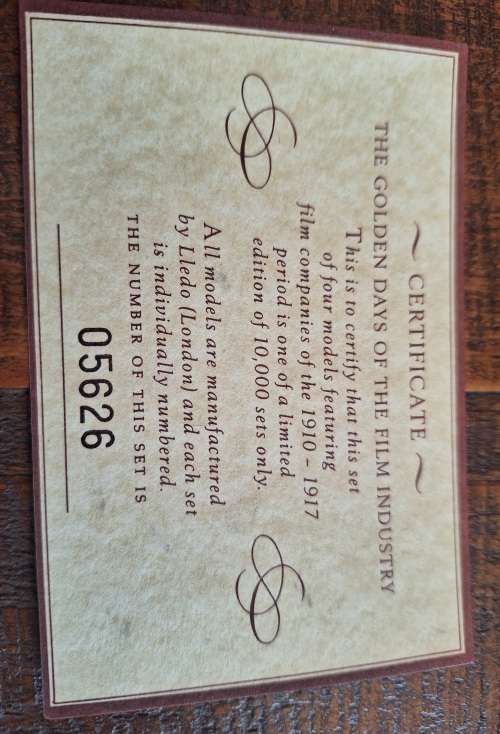 ~ CERTIFICATE ~
THE GOLDEN DAYS OF THE FILM INDUSTRY
This is to certify that this set
of four models featuring
film companies of the 1910 – 1917
period is one of a limited
edition of 10,000 sets only.
All models are manufactured
by Lledo (London) and each set
is individually numbered.
THE NUMBER OF THIS SET IS
05626